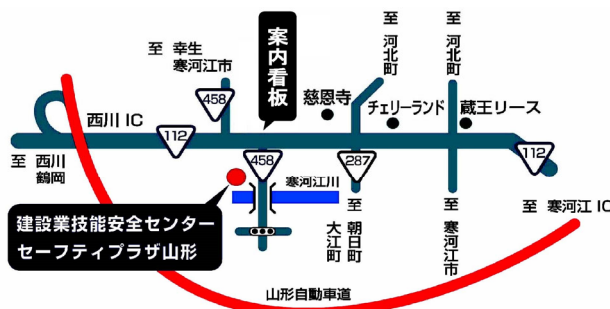 至 幸生
寒河江市
458
案内看板
至 河北町
至 河北町
慈恩寺
チェリーランド
蔵王リース
西川 IC
112
至 西川
鶴岡
458
寒河江川
287
112
建設業技能安全センター
セーフティプラザ山形
至 朝日町
大江町
至 寒河江市
至 寒河江 IC
山形自動車道